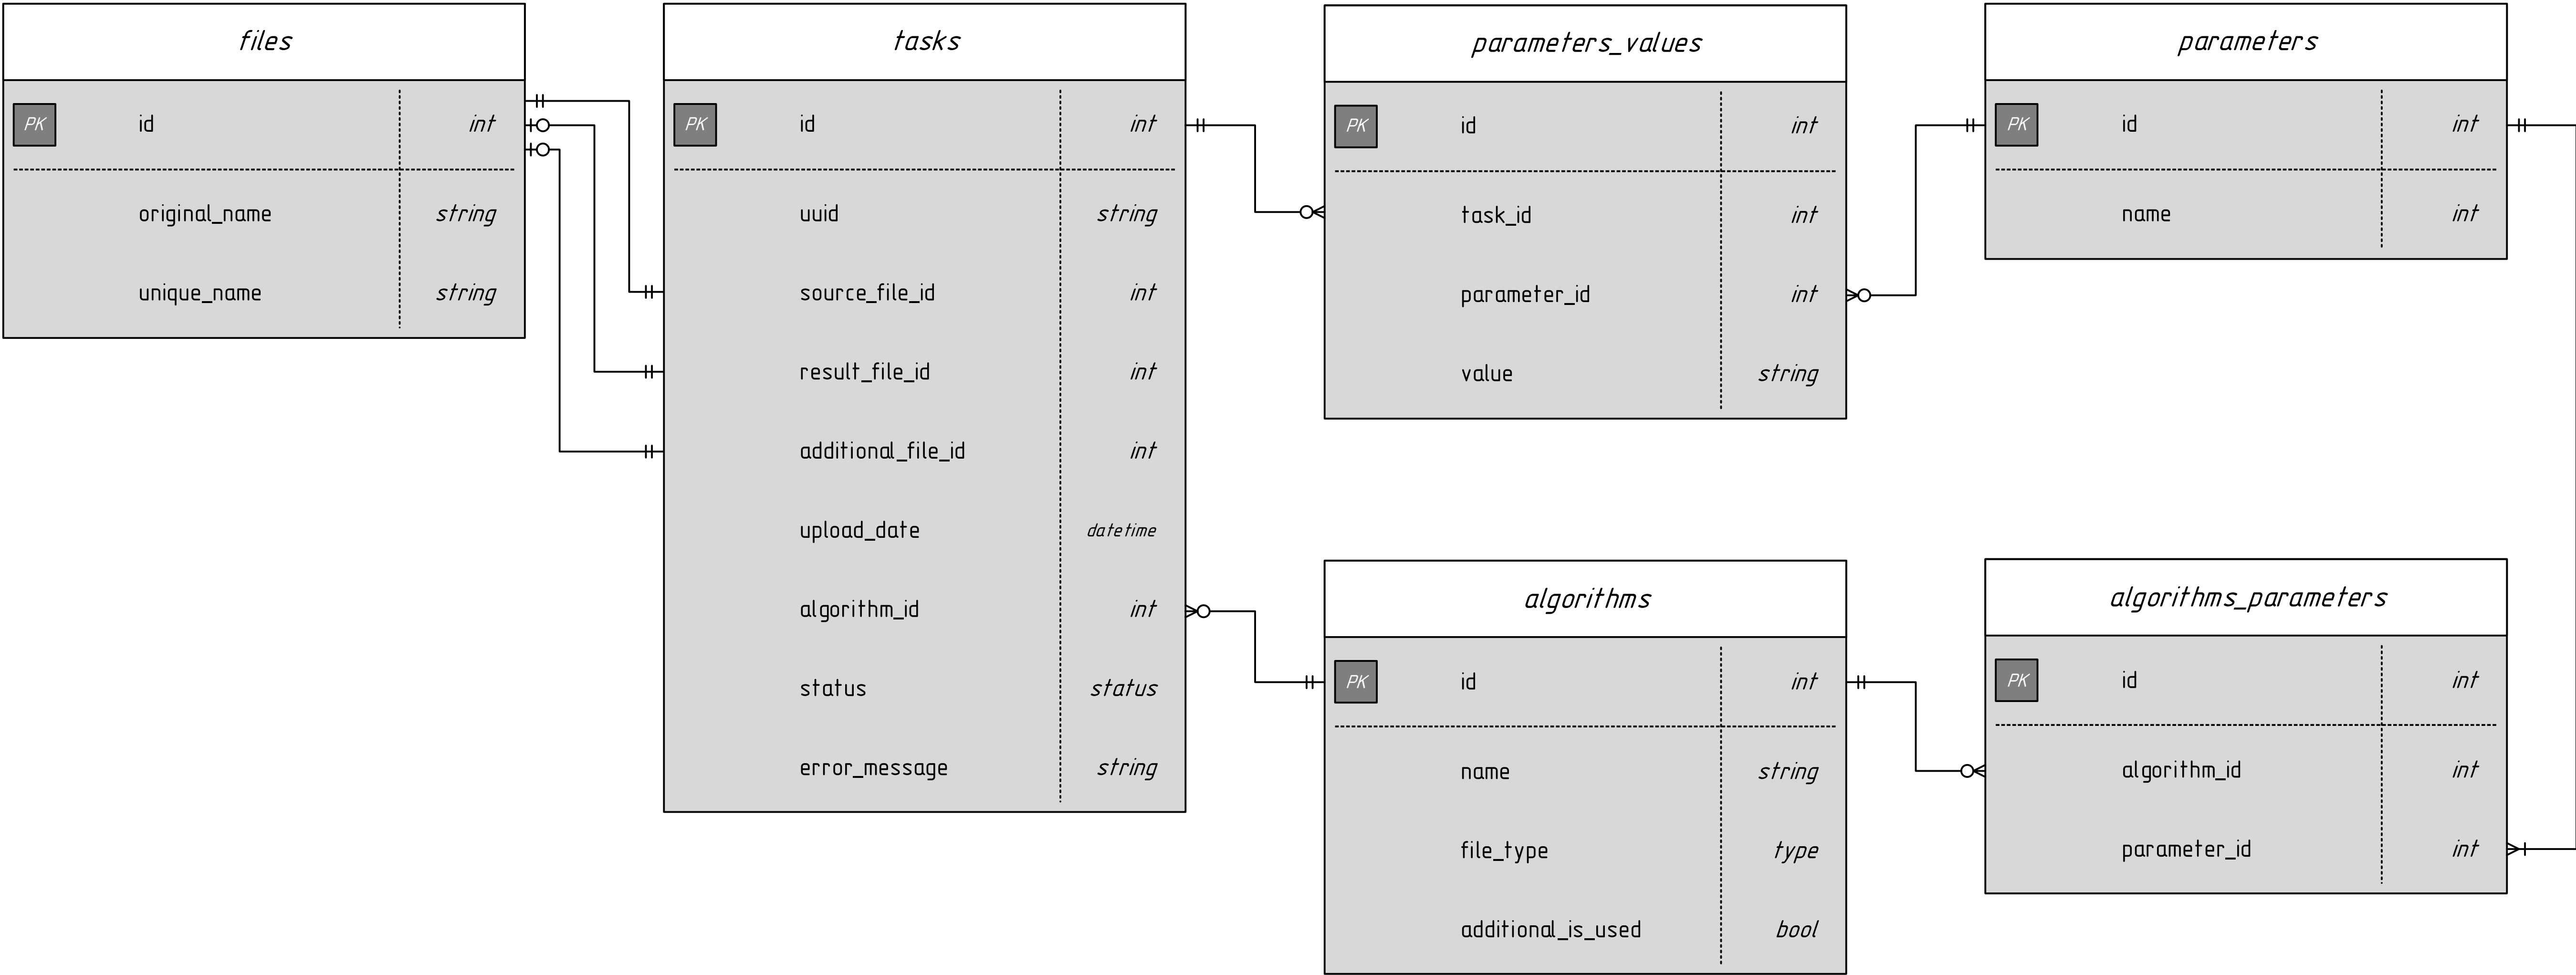 files
PK id int
original_name string
unique_name string
tasks
PK id int
uuid string
source_file_id int
result_file_id int
additional_file_id int
upload_date datetime
algorithm_id int
status status
error_message string
parameters_values
PK id int
task_id int
parameter_id int
value string
parameters
PK id int
name int
algorithms
PK id int
name string
file_type type
additional_is_used bool
algorithms_parameters
PK id int
algorithm_id int
parameter_id int